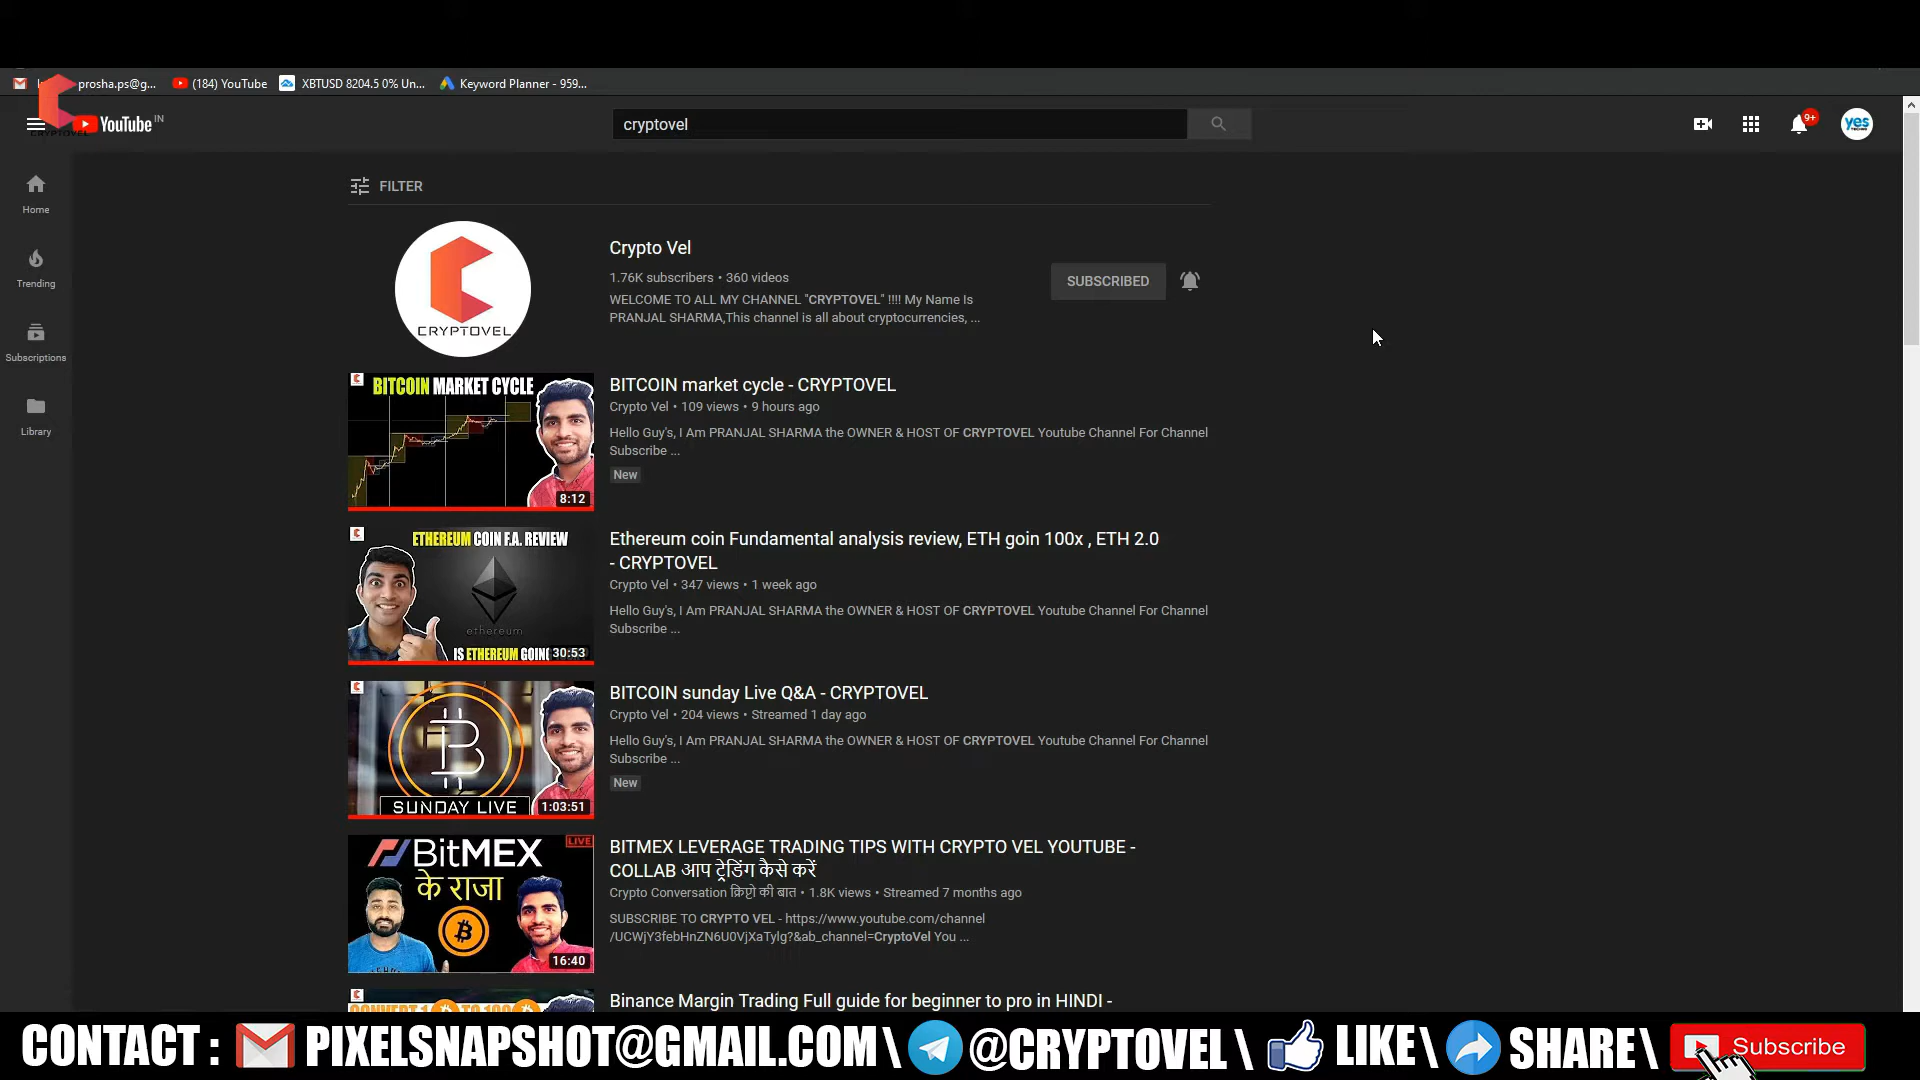 prosha.ps@g...
(184) YouTube
XBTUSD 8204.5 0% Un...
Keyword Planner - 959...
YouTube IN
cryptovel
9+
yes
Home
Trending
Subscriptions
Library
FILTER
CRYPTOVEL
Crypto Vel
1.76K subscribers • 360 videos
WELCOME TO ALL MY CHANNEL "CRYPTOVEL" !!!! My Name Is
PRANJAL SHARMA,This channel is all about cryptocurrencies, ...
SUBSCRIBED
BITCOIN MARKET CYCLE
8:12
BITCOIN market cycle - CRYPTOVEL
Crypto Vel • 109 views • 9 hours ago
Hello Guy's, I Am PRANJAL SHARMA the OWNER & HOST OF CRYPTOVEL Youtube Channel For Channel
Subscribe ...
New
ETHEREUM COIN F.A. REVIEW
ethereum
IS ETHEREUM GOIN
30:53
Ethereum coin Fundamental analysis review, ETH goin 100x , ETH 2.0
- CRYPTOVEL
Crypto Vel • 347 views • 1 week ago
Hello Guy's, I Am PRANJAL SHARMA the OWNER & HOST OF CRYPTOVEL Youtube Channel For Channel
Subscribe ...
SUNDAY LIVE
1:03:51
BITCOIN sunday Live Q&A - CRYPTOVEL
Crypto Vel • 204 views • Streamed 1 day ago
Hello Guy's, I Am PRANJAL SHARMA the OWNER & HOST OF CRYPTOVEL Youtube Channel For Channel
Subscribe ...
New
LIVE
BitMEX
के राजा
16:40
BITMEX LEVERAGE TRADING TIPS WITH CRYPTO VEL YOUTUBE -
COLLAB आप ट्रेडिंग कैसे करें
Crypto Conversation क्रिप्टो की बात • 1.8K views • Streamed 7 months ago
SUBSCRIBE TO CRYPTO VEL - https://www.youtube.com/channel
/UCWjY3febHnZN6U0VjXaTylg?&ab_channel=CryptoVel You ...
Binance Margin Trading Full guide for beginner to pro in HINDI -
CONTACT : PIXELSNAPSHOT@GMAIL.COM \ @CRYPTOVEL \ LIKE \ SHARE \ Subscribe